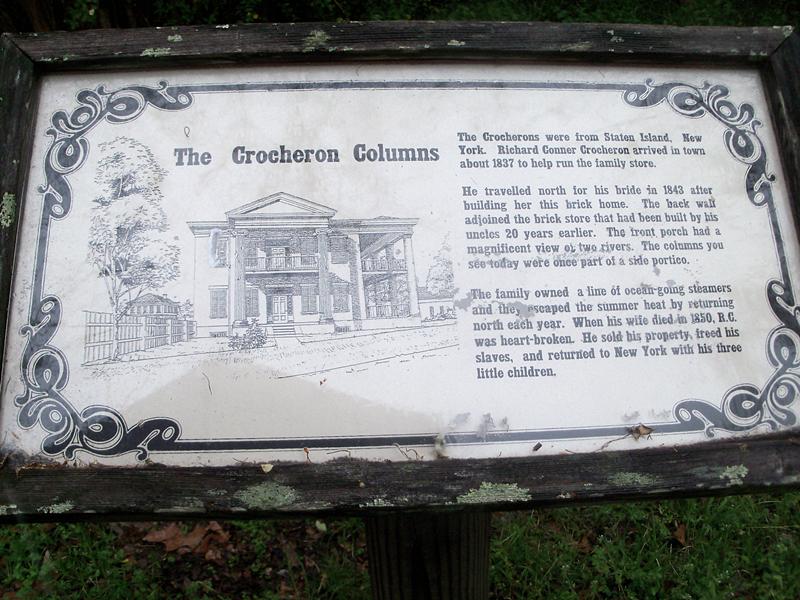 The Crocheron Columns
The Crocherons were from Staten Island, New
York. Richard Conner Crocheron arrived in town
about 1837 to help run the family store.
He travelled north for his bride in 1843 after
building her this brick home. The back wall
adjoined the brick store that had been built by his
uncles 20 years earlier. The front porch had a
magnificent view of two rivers. The columns you
see today were once part of a side portico.
The family owned a line of ocean-going steamers
and they escaped the summer heat by returning
north each year. When his wife died in 1850, R.C.
was heart-broken. He sold his property, freed his
slaves, and returned to New York with his three
little children.